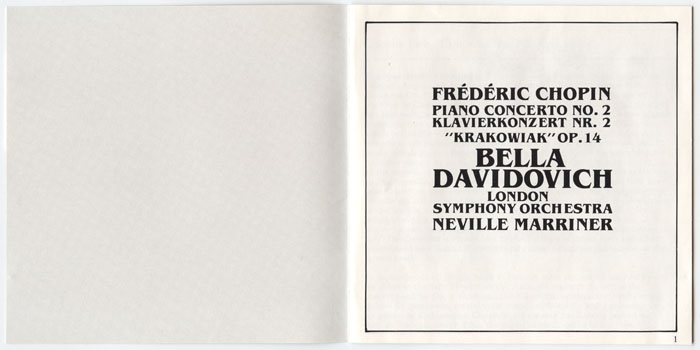 FRÉDÉRIC CHOPIN
PIANO CONCERTO NO. 2
KLAVIERKONZERT NR. 2
"KRAKOWIAK" OP. 14
BELLA
DAVIDOVICH
LONDON
SYMPHONY ORCHESTRA
NEVILLE MARRINER
1